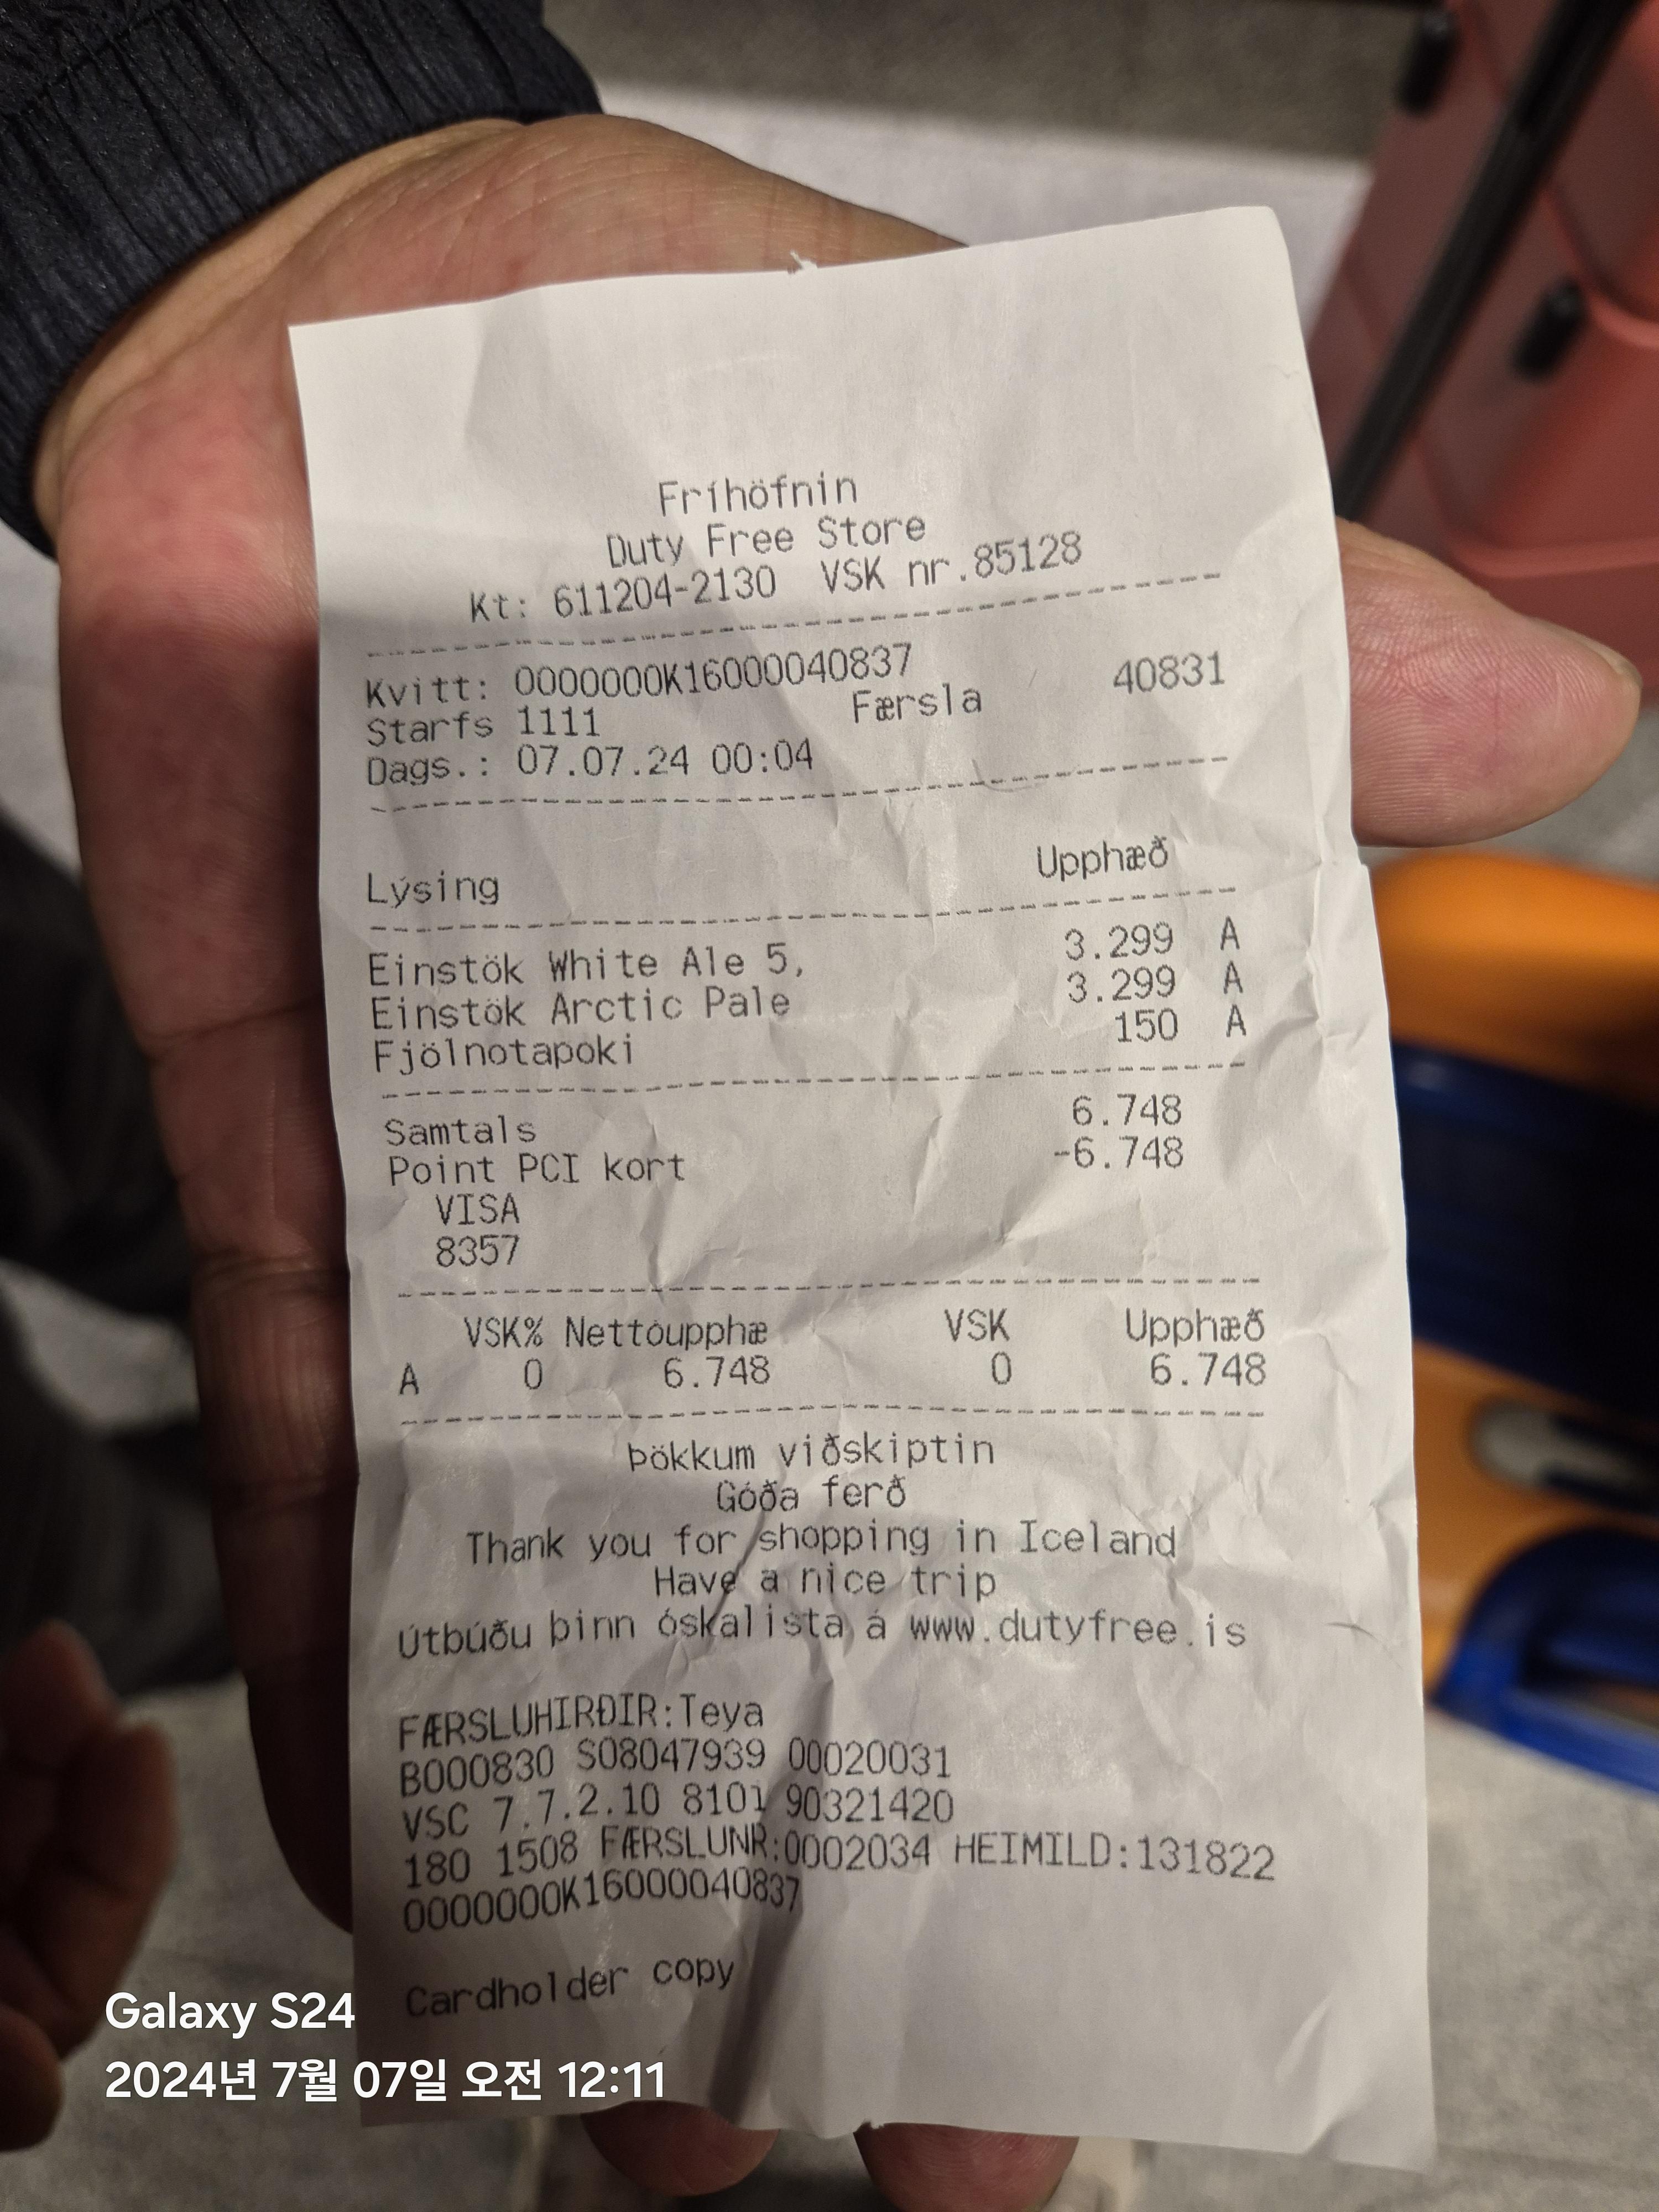 Fríhöfnin
Duty Free Store
Kt: 611204-2130 VSK nr.85128
Kvitt: 0000000K16000040837
Starfs 1111 Færsla 40831
Dags.: 07.07.24 00:04
Lýsing Upphæð
Einstök White Ale 5, 3.299 A
Einstök Arctic Pale 3.299 A
Fjölnotapoki 150 A
Samtals 6.748
Point PCI kort -6.748
VISA
8357
VSK% Nettóupphæ VSK Upphæð
A 0 6.748 0 6.748
Þökkum viðskiptin
Góða ferð
Thank you for shopping in Iceland
Have a nice trip
Útbúðu þinn óskalista á www.dutyfree.is
FÆRSLUHIRÐIR:Teya
B000830 S08047939 00020031
VSC 7.7.2.10 8101 90321420
180 1508 FÆRSLUNR:0002034 HEIMILD:131822
0000000K16000040837
Cardholder copy
Galaxy S24
2024년 7월 07일 오전 12:11